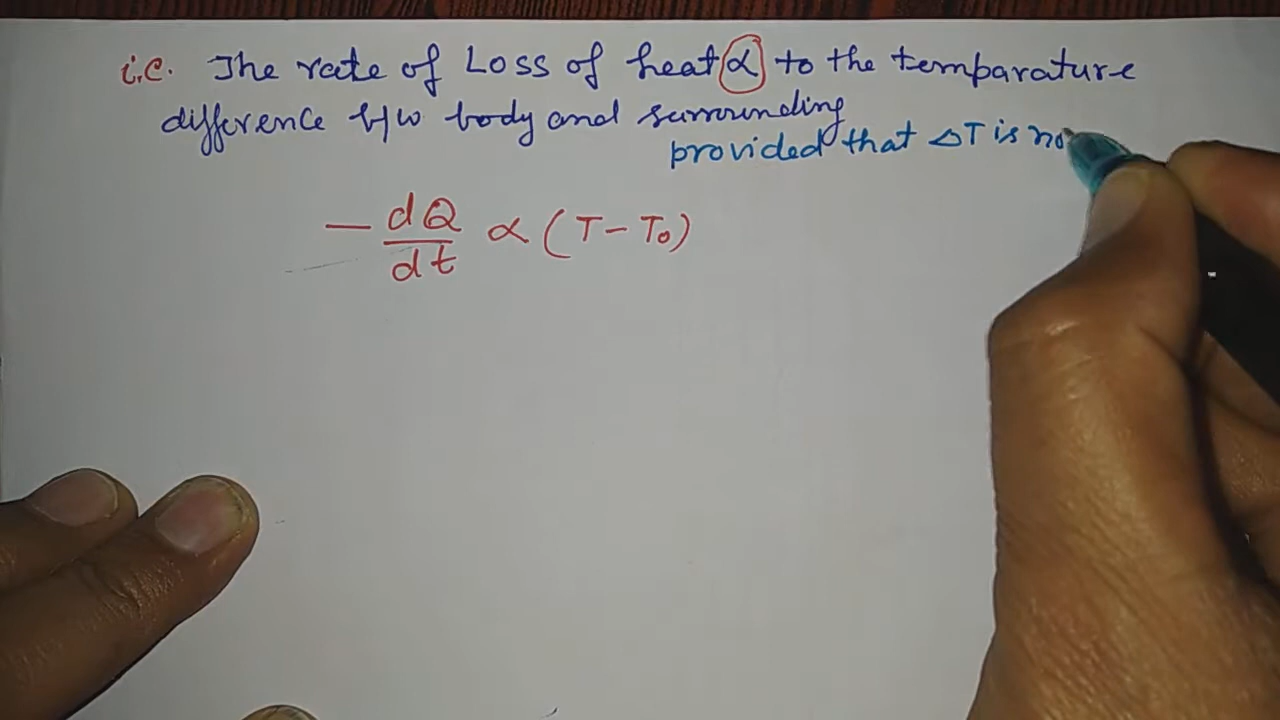 i.e. The rate of Loss of heat α to the temparature
difference b/w body and surrounding
provided that ΔT is no
- dQ/dt α (T - T₀)